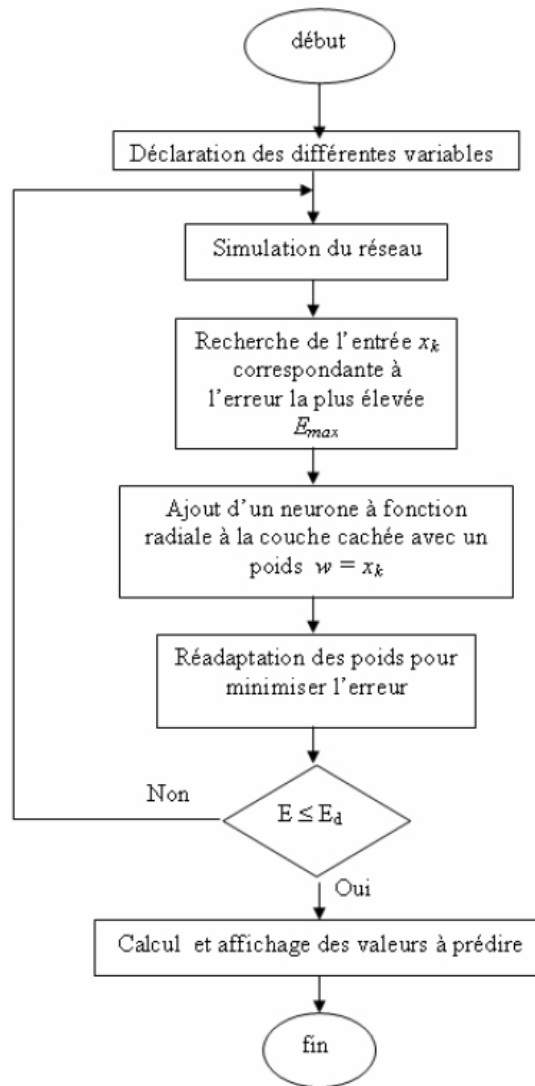 début
Déclaration des différentes variables
Simulation du réseau
Recherche de l'entrée xk
correspondante à
l'erreur la plus élevée
Emax
Ajout d'un neurone à fonction
radiale à la couche cachée avec un
poids w = xk
Réadaptation des poids pour
minimiser l'erreur
Non
E ≤ Ed
Oui
Calcul et affichage des valeurs à prédire
fin